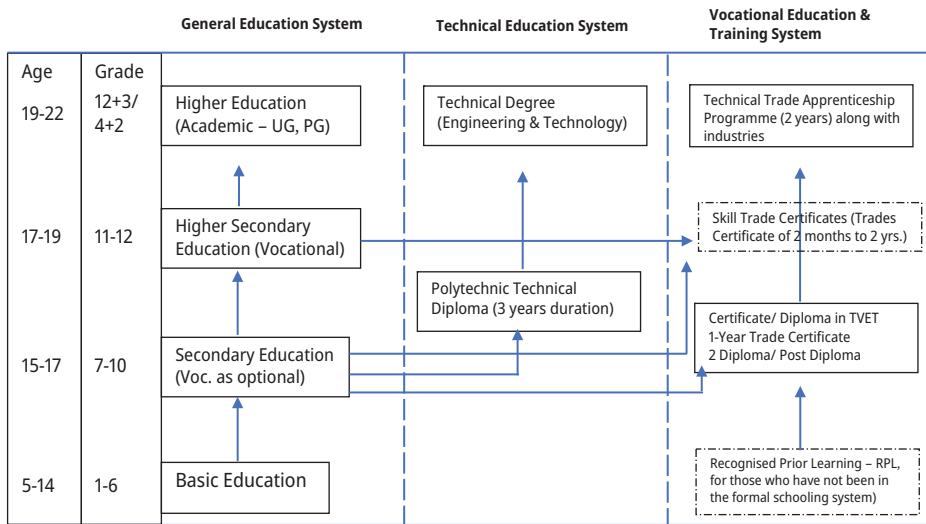 General Education System
Technical Education System
Vocational Education &
Training System
Age
Grade
19-22
12+3/
4+2
Higher Education
(Academic – UG, PG)
Technical Degree
(Engineering & Technology)
Technical Trade Apprenticeship
Programme (2 years) along with
industries
17-19
11-12
Higher Secondary
Education (Vocational)
Skill Trade Certificates (Trades
Certificate of 2 months to 2 yrs.)
Polytechnic Technical
Diploma (3 years duration)
15-17
7-10
Secondary Education
(Voc. as optional)
Certificate/ Diploma in TVET
1-Year Trade Certificate
2 Diploma/ Post Diploma
5-14
1-6
Basic Education
Recognised Prior Learning – RPL,
for those who have not been in
the formal schooling system)